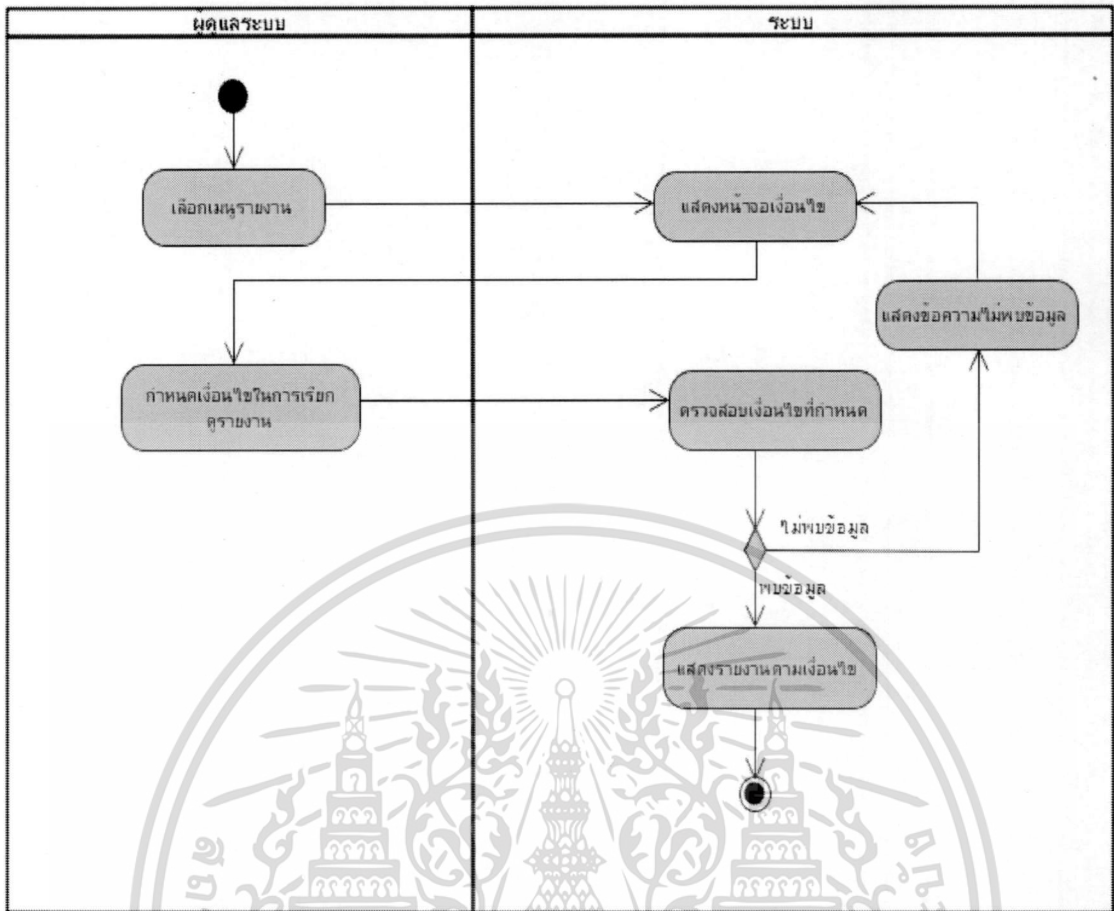 ผู้ดูแลระบบ
ระบบ
เลือกเมนูรายงาน
แสดงหน้าจอเงื่อนไข
แสดงข้อความไม่พบข้อมูล
กำหนดเงื่อนไขในการเรียก
ดูรายงาน
ตรวจสอบเงื่อนไขที่กำหนด
ไม่พบข้อมูล
พบข้อมูล
แสดงรายงานตามเงื่อนไข